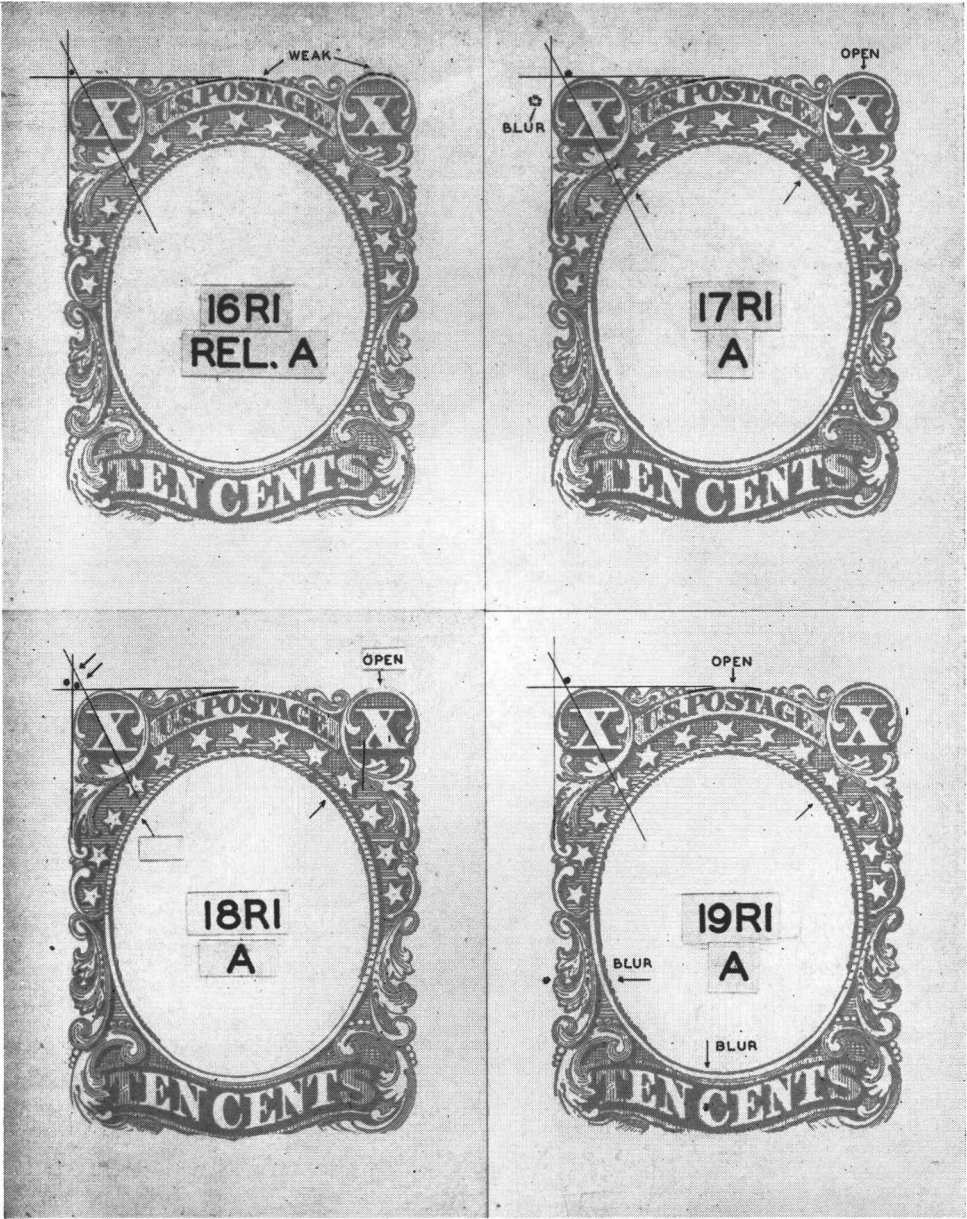 WEAK
X U.S.POSTAGE X
16R1
REL. A
TEN CENTS
OPEN
BLUR
X U.S.POSTAGE X
17R1
A
TEN CENTS
OPEN
X U.S.POSTAGE X
18R1
A
TEN CENTS
OPEN
X U.S.POSTAGE X
19R1
A
BLUR
BLUR
TEN CENTS